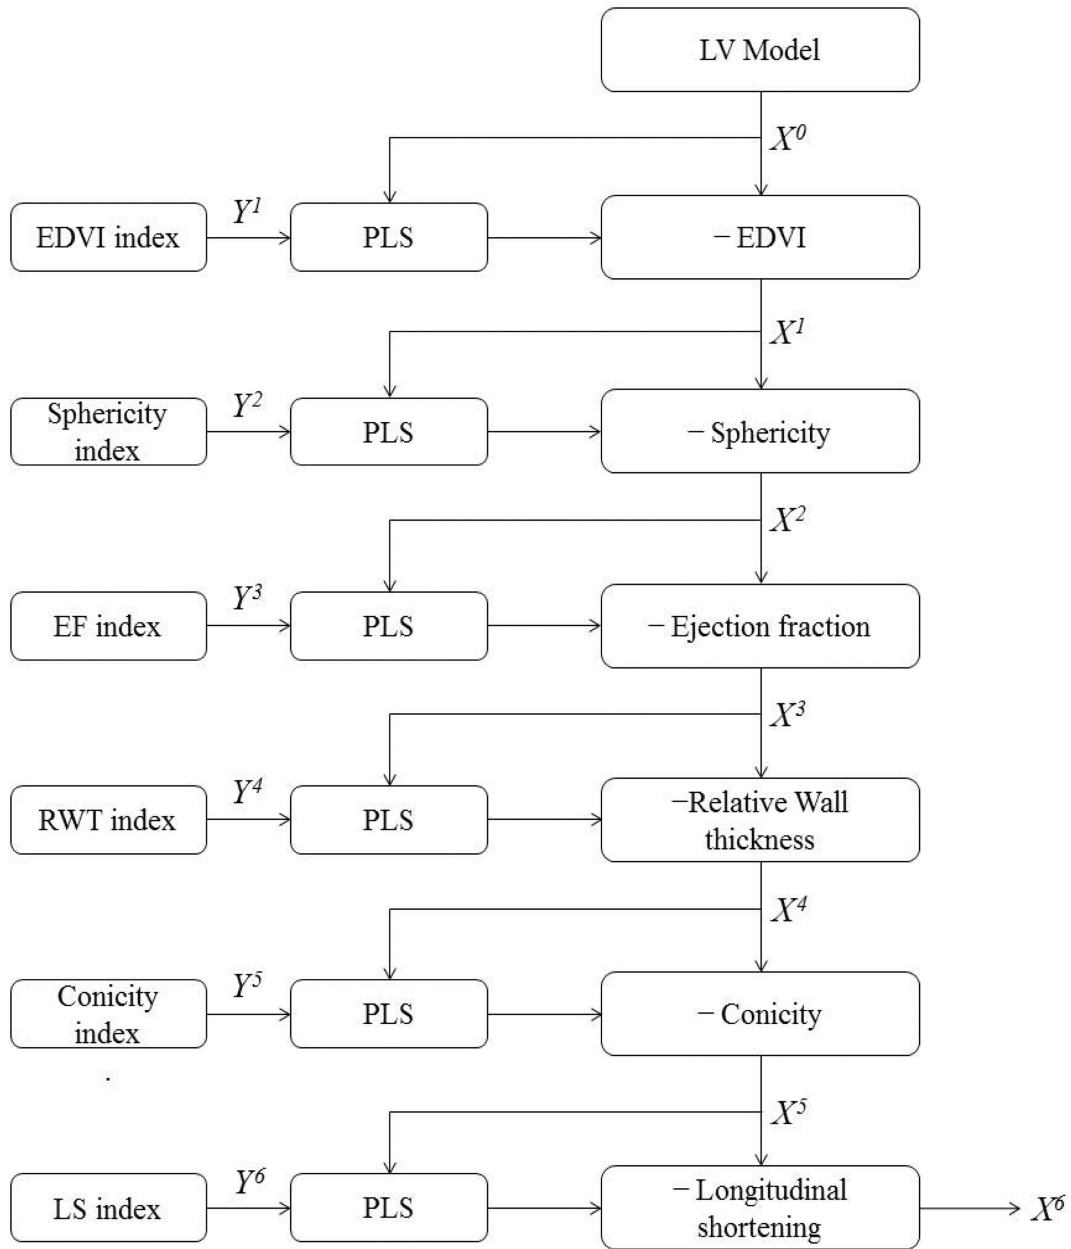 LV Model
X⁰
EDVI index
Y¹
PLS
– EDVI
X¹
Sphericity
index
Y²
PLS
– Sphericity
X²
EF index
Y³
PLS
– Ejection fraction
X³
RWT index
Y⁴
PLS
–Relative Wall
thickness
X⁴
Conicity
index
Y⁵
PLS
– Conicity
.
X⁵
LS index
Y⁶
PLS
– Longitudinal
shortening
X⁶